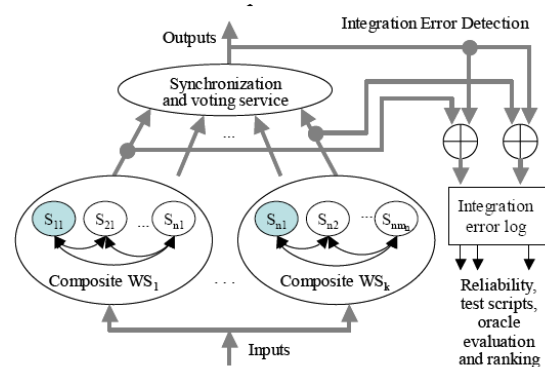 Outputs
Integration Error Detection
Synchronization
and voting service
...
S11 S21 ... Sn1
Sn1 Sn2 ... Snmn
Composite WS1
. . .
Composite WSk
Inputs
Integration
error log
Reliability,
test scripts,
oracle
evaluation
and ranking